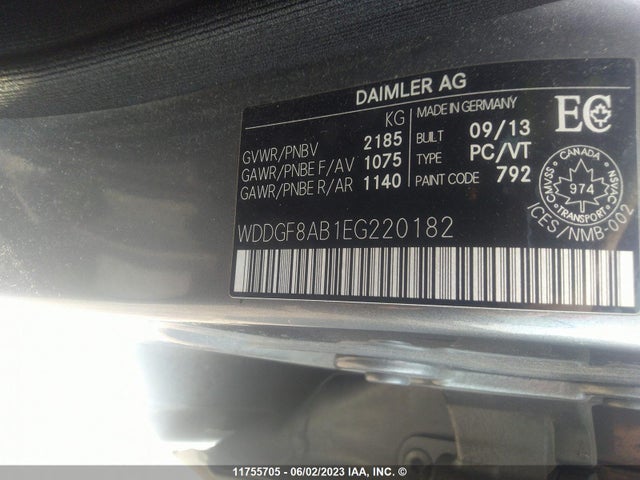 DAIMLER AG
KG
GVWR/PNBV 2185
GAWR/PNBE F/AV 1075
GAWR/PNBE R/AR 1140
MADE IN GERMANY
BUILT 09/13
TYPE PC/VT
PAINT CODE 792
EC
CANADA
CMVSS
NSVAC
974
TRANSPORT
ICES/NMB-002
WDDGF8AB1EG220182
11755705 - 06/02/2023 IAA, INC. ©